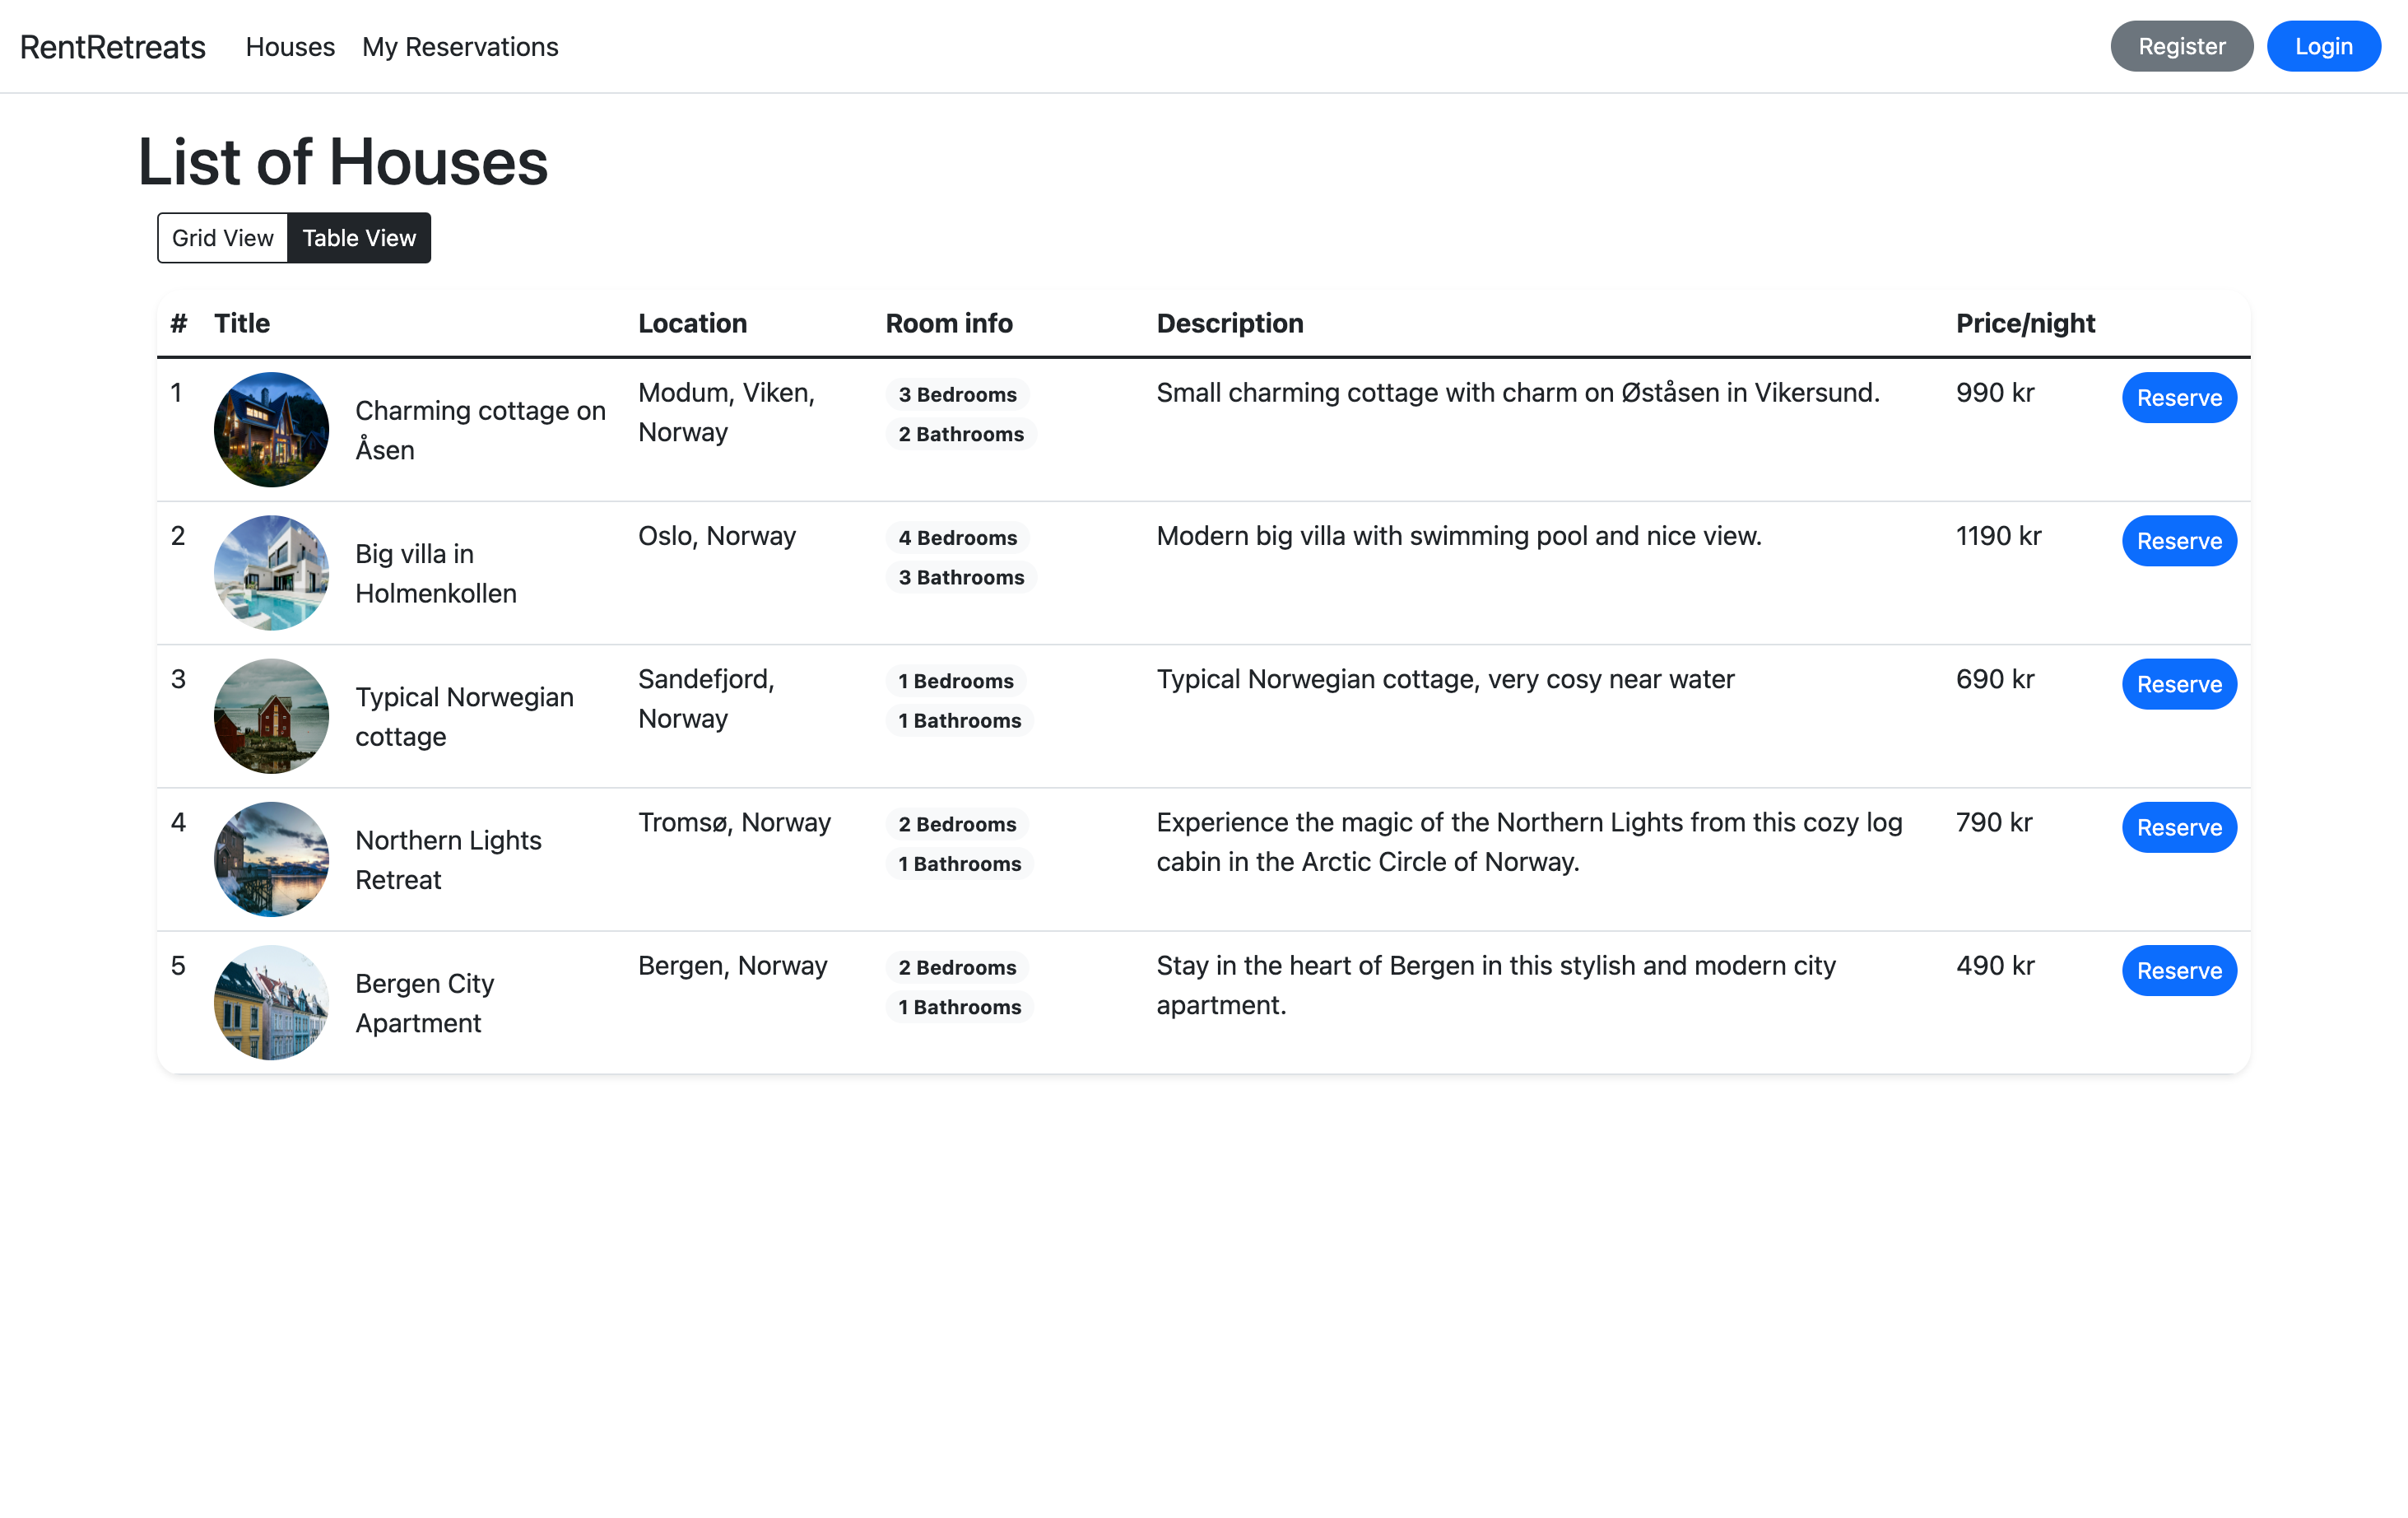 RentRetreats Houses My Reservations Register Login
List of Houses
Grid View Table View
# Title Location Room info Description Price/night
1 Charming cottage on Åsen Modum, Viken, Norway 3 Bedrooms 2 Bathrooms Small charming cottage with charm on Øståsen in Vikersund. 990 kr Reserve
2 Big villa in Holmenkollen Oslo, Norway 4 Bedrooms 3 Bathrooms Modern big villa with swimming pool and nice view. 1190 kr Reserve
3 Typical Norwegian cottage Sandefjord, Norway 1 Bedrooms 1 Bathrooms Typical Norwegian cottage, very cosy near water 690 kr Reserve
4 Northern Lights Retreat Tromsø, Norway 2 Bedrooms 1 Bathrooms Experience the magic of the Northern Lights from this cozy log cabin in the Arctic Circle of Norway. 790 kr Reserve
5 Bergen City Apartment Bergen, Norway 2 Bedrooms 1 Bathrooms Stay in the heart of Bergen in this stylish and modern city apartment. 490 kr Reserve